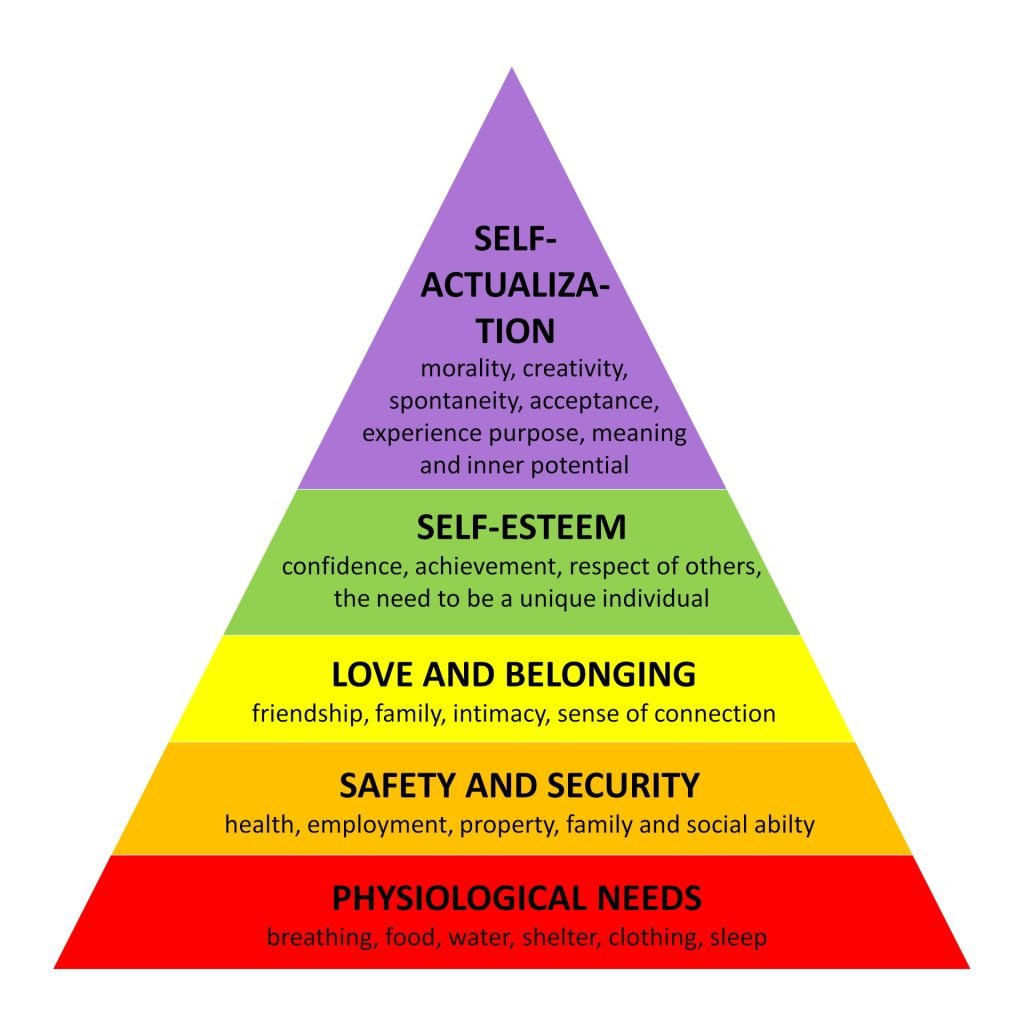 SELF-
ACTUALIZA-
TION
morality, creativity,
spontaneity, acceptance,
experience purpose, meaning
and inner potential
SELF-ESTEEM
confidence, achievement, respect of others,
the need to be a unique individual
LOVE AND BELONGING
friendship, family, intimacy, sense of connection
SAFETY AND SECURITY
health, employment, property, family and social abilty
PHYSIOLOGICAL NEEDS
breathing, food, water, shelter, clothing, sleep